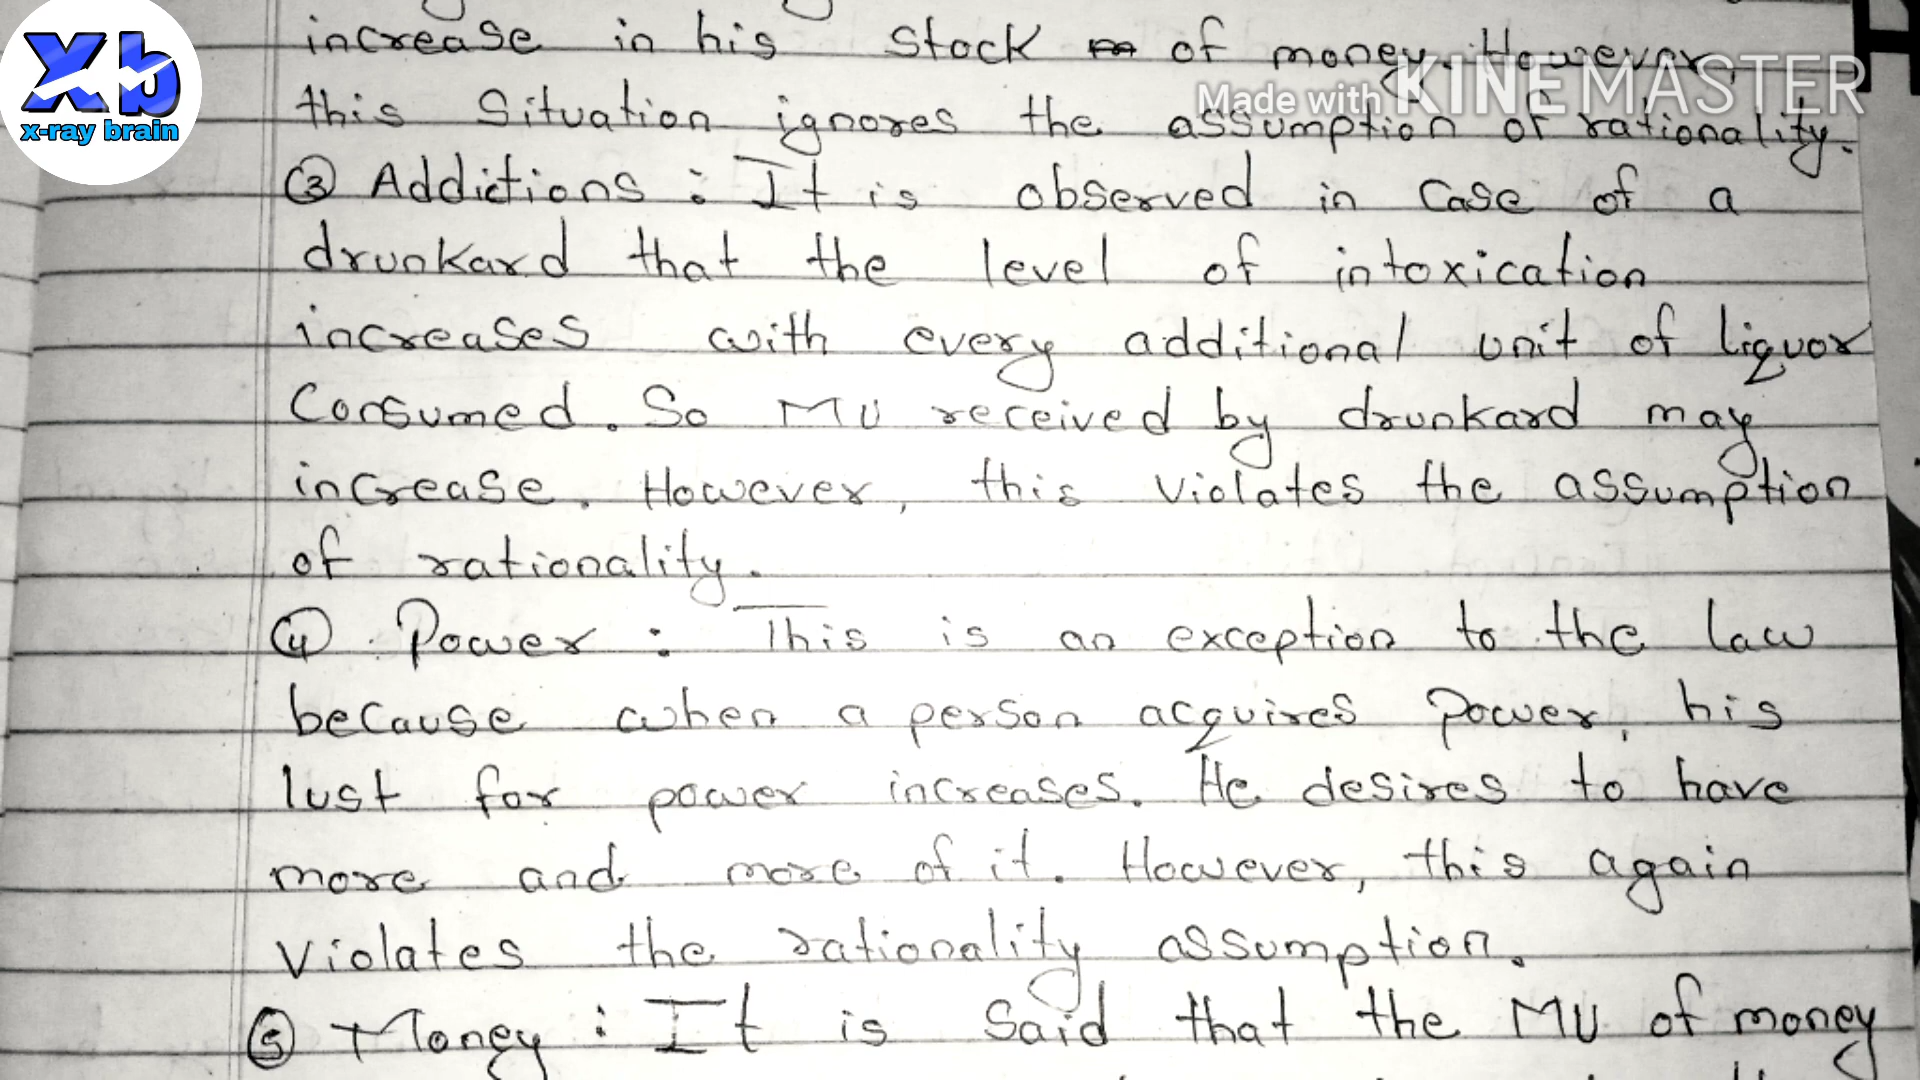 Xb
x-ray brain
Made with KINEMASTER
increase in his stock of money. However,
this situation ignores the assumption of rationality.
③ Addictions : It is observed in case of a
drunkard that the level of intoxication
increases with every additional unit of liquor
Consumed. So MU received by drunkard may
increase. However, this violates the assumption
of rationality.
④ Power : This is an exception to the law
because when a person acquires power, his
lust for power increases. He desires to have
more and more of it. However, this again
violates the rationality assumption.
⑤ Money : It is said that the MU of money